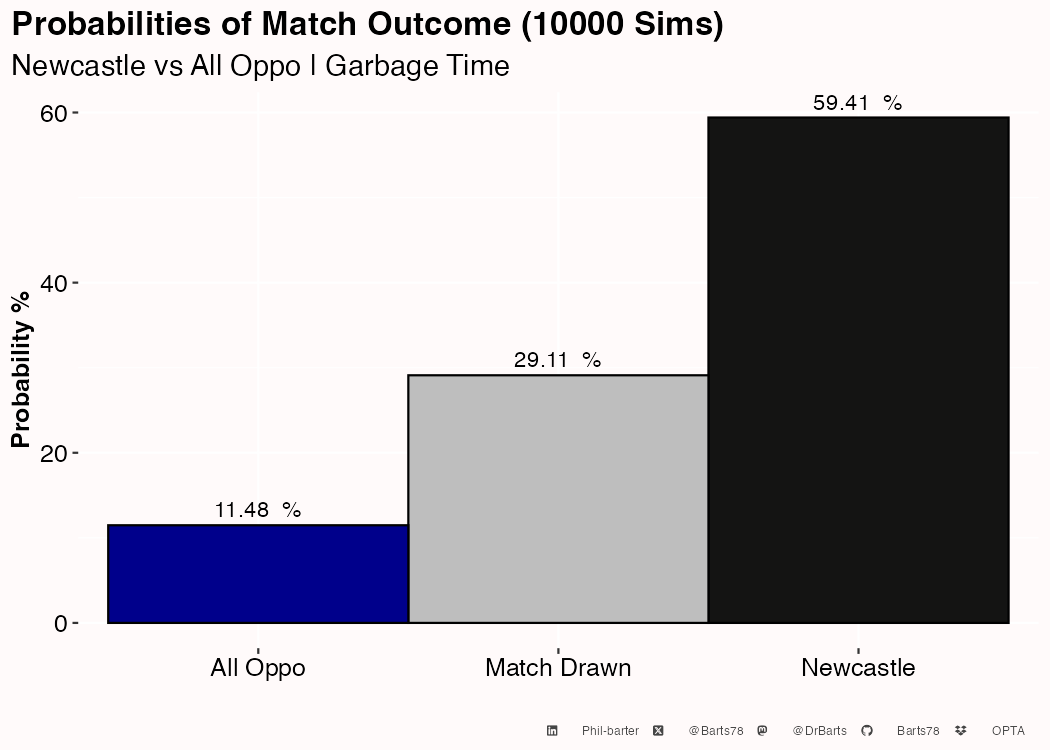 Probabilities of Match Outcome (10000 Sims)
Newcastle vs All Oppo | Garbage Time
Probability %
60
40
20
0
11.48 %
29.11 %
59.41 %
All Oppo
Match Drawn
Newcastle
Phil-barter @Barts78 @DrBarts Barts78 OPTA